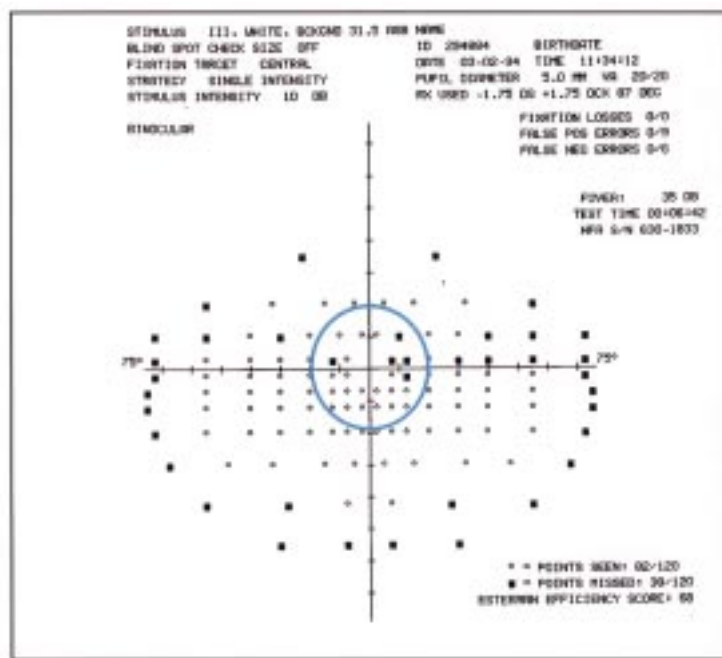 STIMULUS III, WHITE, BCKGND 31.5 ASB NAME
BLIND SPOT CHECK SIZE OFF
ID BIRTHDATE
FIXATION TARGET CENTRAL
DATE 03-02-94 TIME 11:34:12
STRATEGY SINGLE INTENSITY
PUPIL DIAMETER 5.0 MM VA 20/20
STIMULUS INTENSITY 10 DB
RX USED -1.75 DS +1.75 DCX 87 DEG
BINOCULAR
FIXATION LOSSES 0/0
FALSE POS ERRORS 0/9
FALSE NEG ERRORS 0/6
FOVEA: 35 DB
TEST TIME 00:06:42
HFA S/N 630-1833
75° 75°
= POINTS SEEN: 82/120
■ = POINTS MISSED: 38/120
ESTERMAN EFFICIENCY SCORE: 68